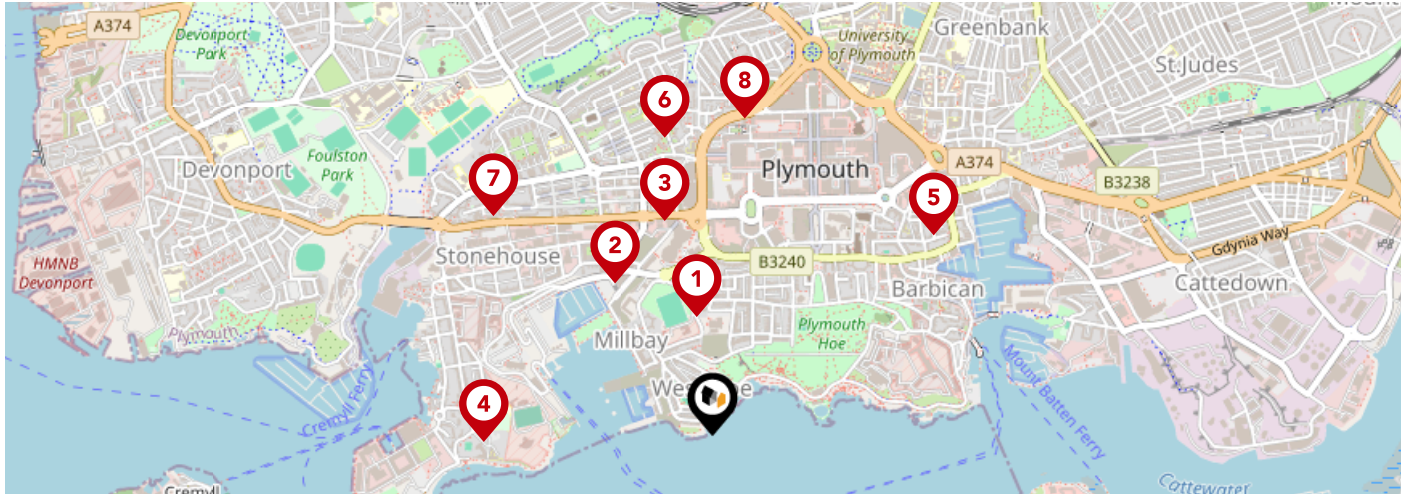 A374
Devonport
Park
University
of Plymouth
Greenbank
St.Judes
8
6
Devonport
Foulston
Park
7
3
Plymouth
5
A374
B3238
Gdynia Way
HMNB
Devonport
Stonehouse
2
1
B3240
Barbican
Cattedown
Plymouth
Millbay
Plymouth
Hoe
Cremyll Ferry
4
Mount Batten Ferry
Cremyll
Cattewater